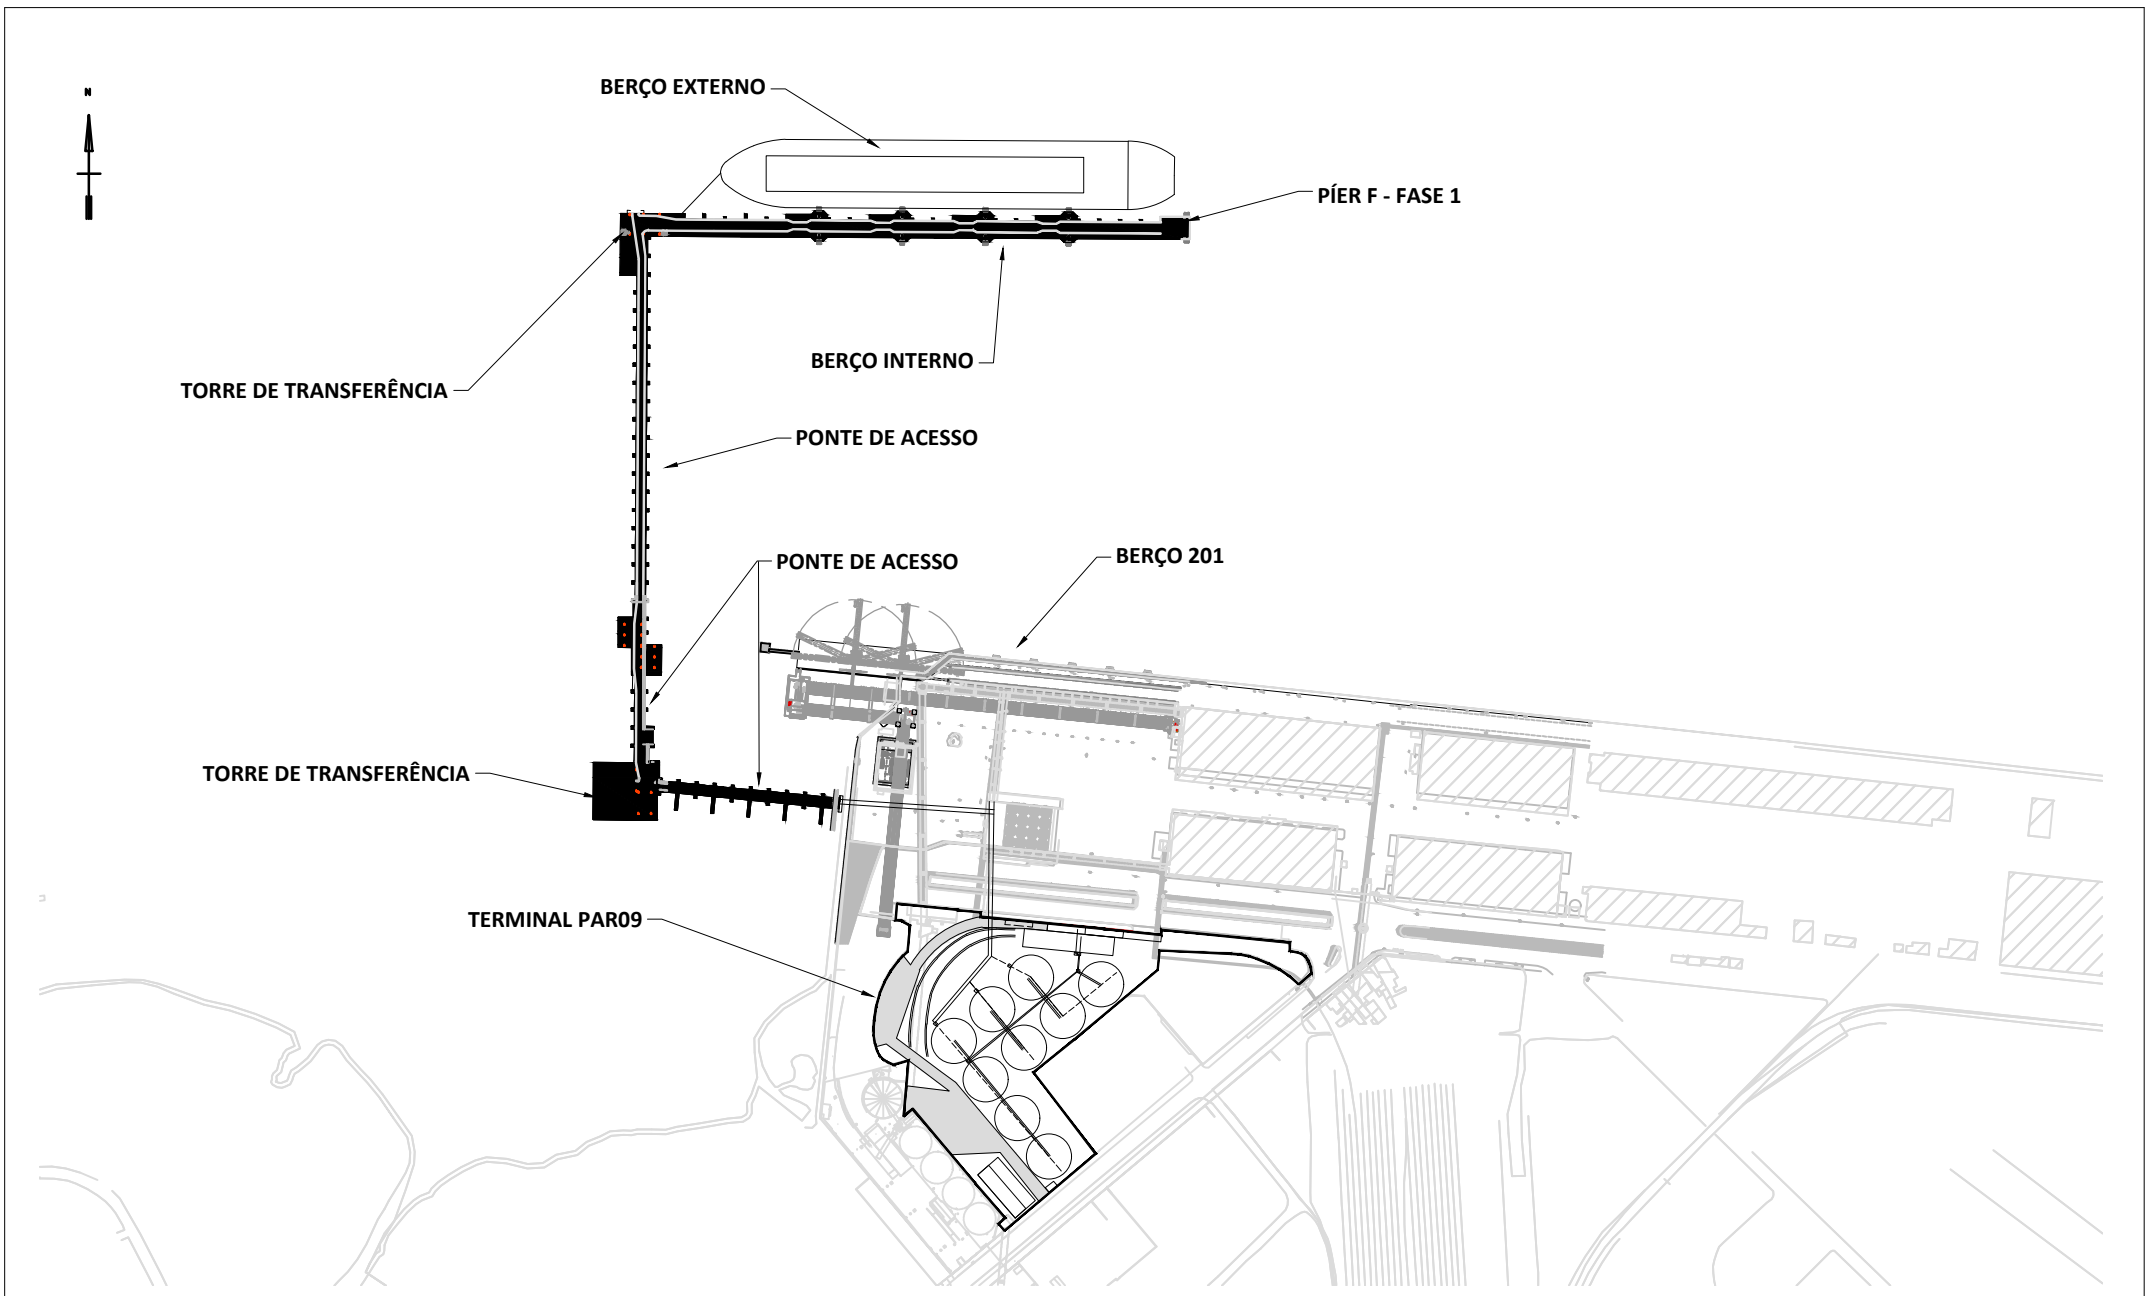 BERÇO EXTERNO
N
PÍER F - FASE 1
BERÇO INTERNO
TORRE DE TRANSFERÊNCIA
PONTE DE ACESSO
PONTE DE ACESSO
BERÇO 201
TORRE DE TRANSFERÊNCIA
TERMINAL PAR09